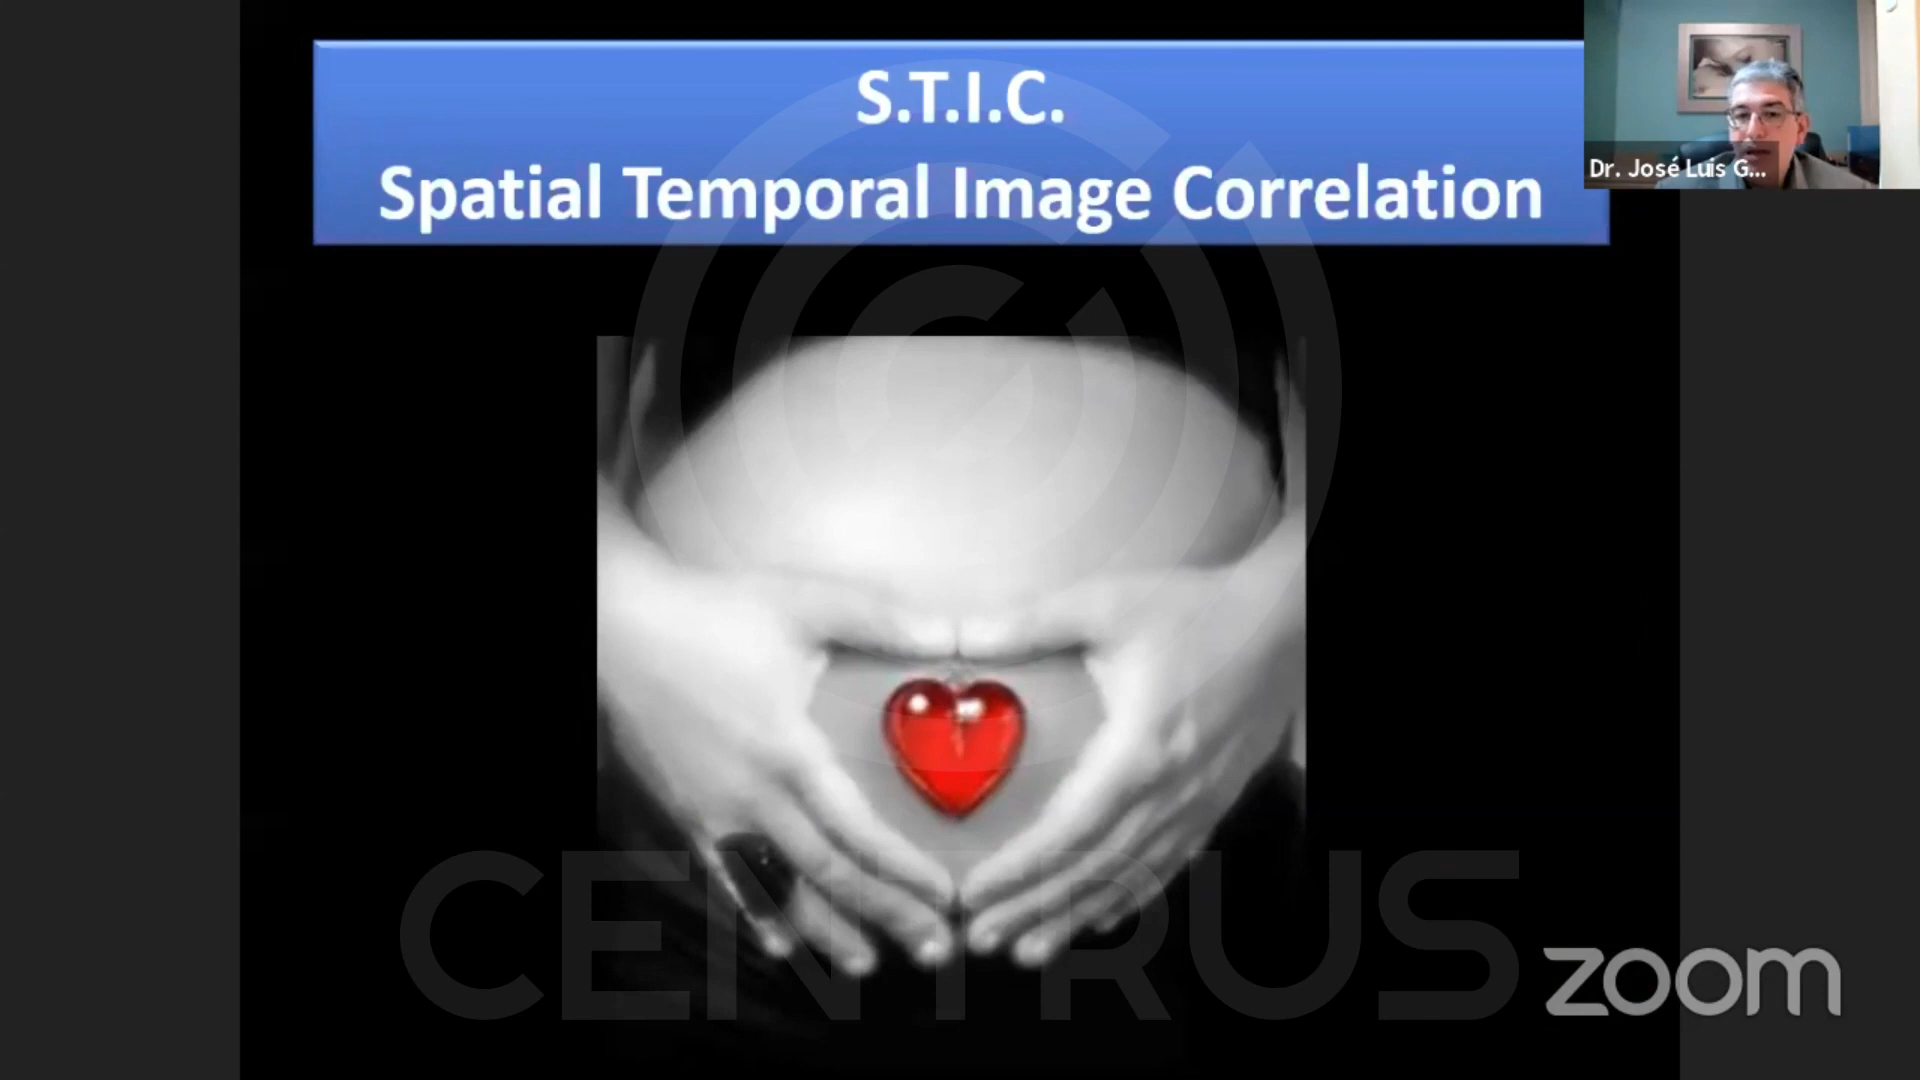 S.T.I.C.
Spatial Temporal Image Correlation
Dr. José Luis G...
CENTRUS
zoom